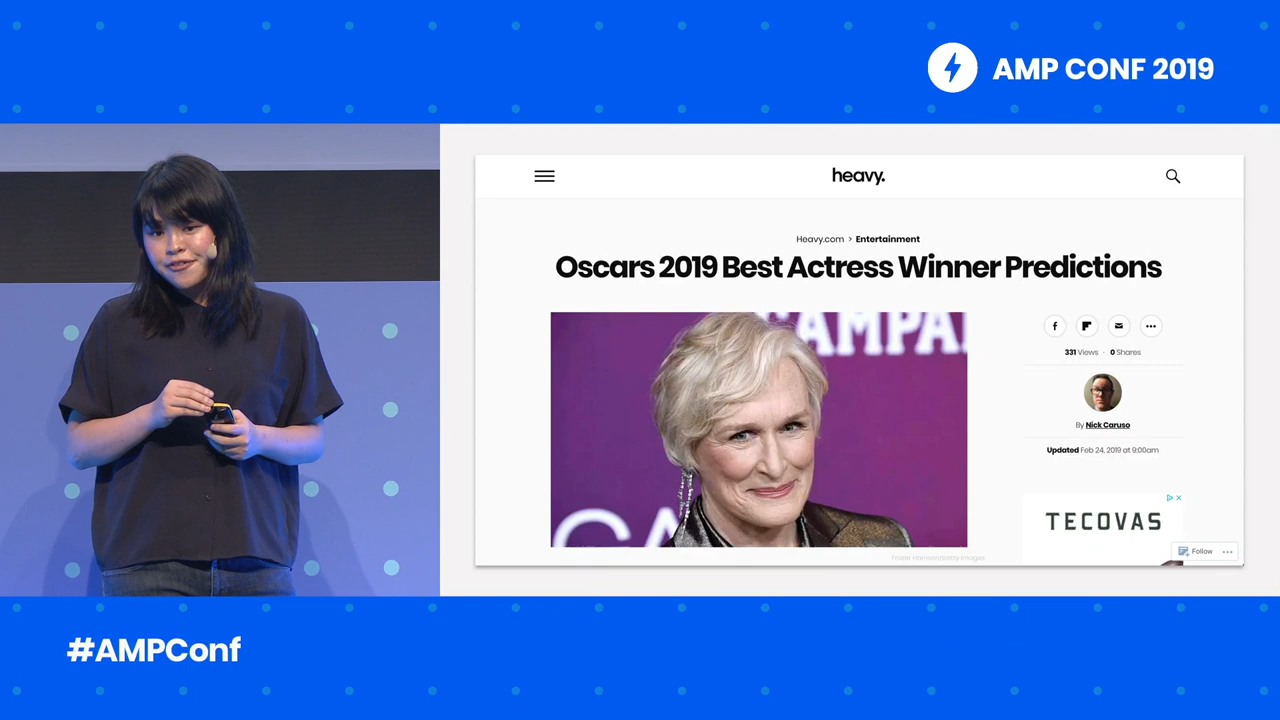 AMP CONF 2019
heavy.
Heavy.com > Entertainment
Oscars 2019 Best Actress Winner Predictions
CAMPA
331 Views · 0 Shares
By Nick Caruso
Updated Feb 24, 2019 at 9:00am
TECOVAS
Follow
#AMPConf